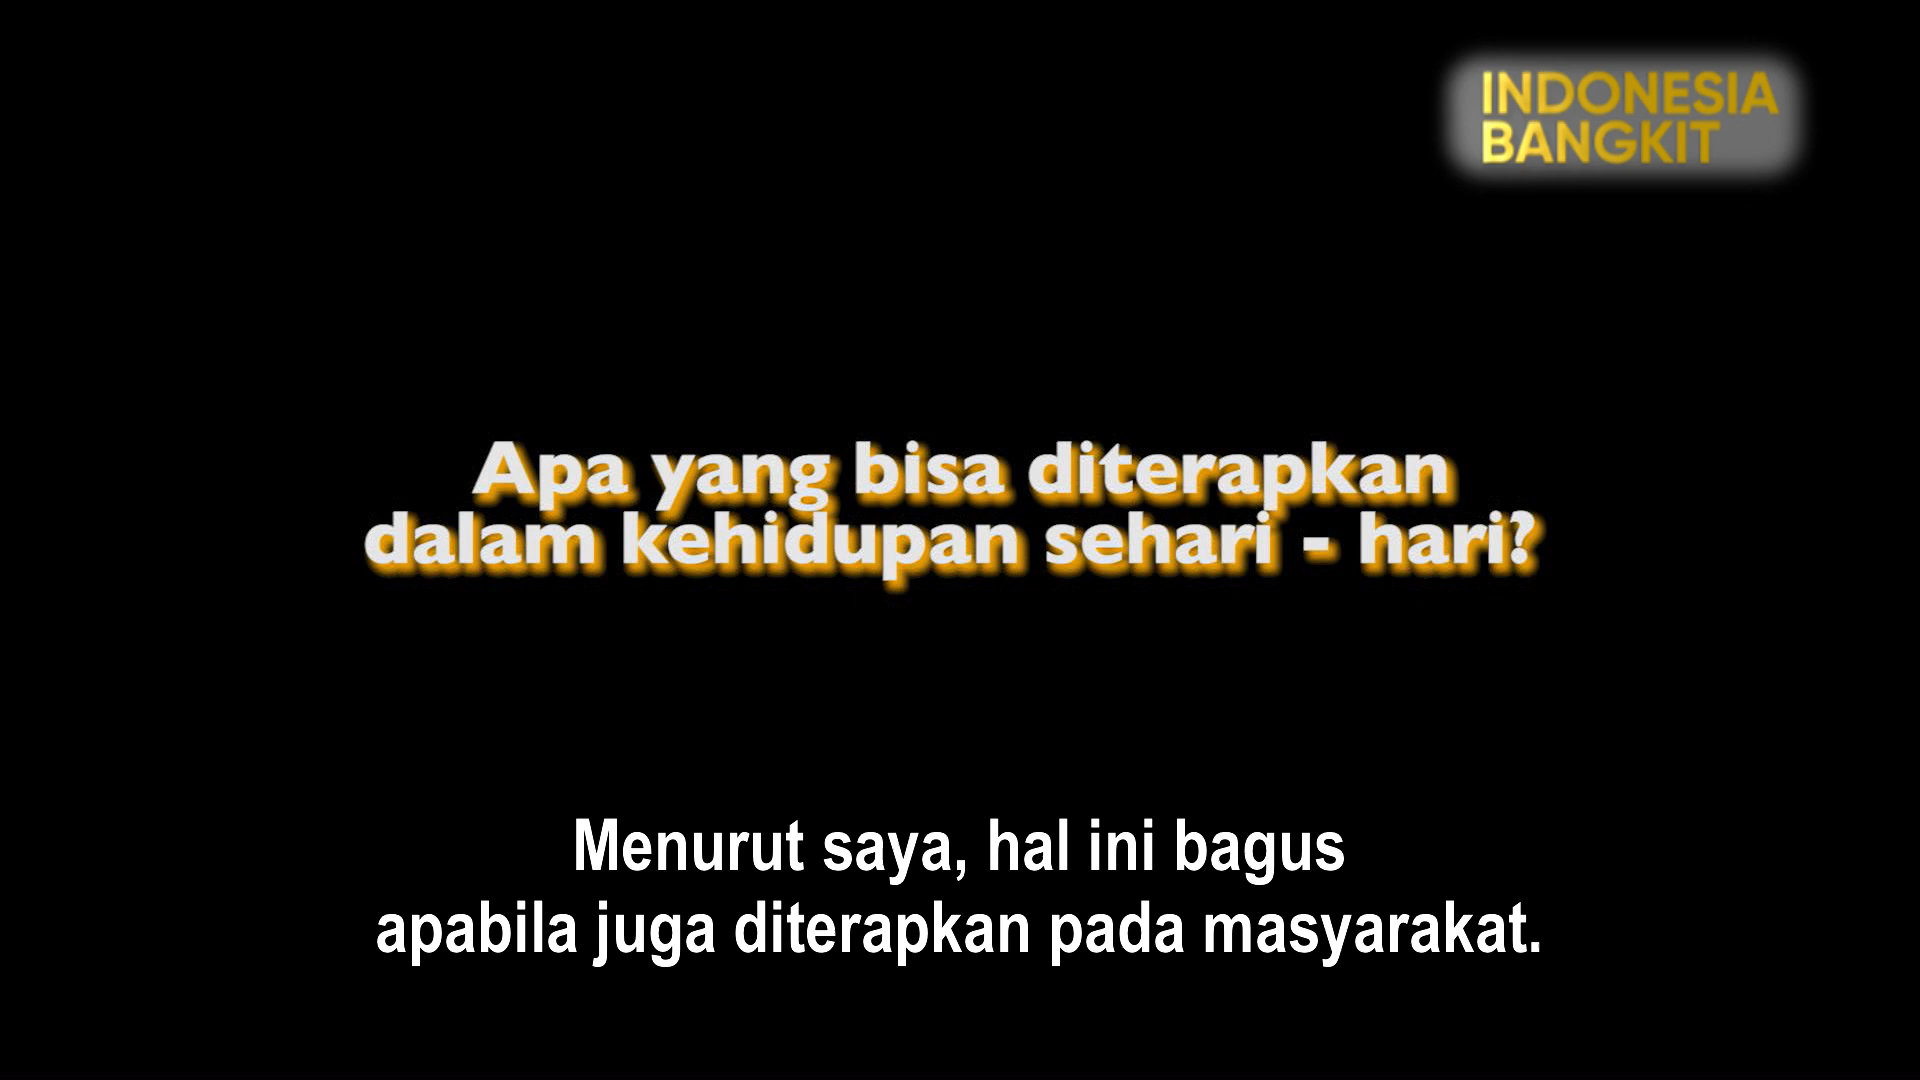 INDONESIA
BANGKIT
Apa yang bisa diterapkan
dalam kehidupan sehari - hari?
Menurut saya, hal ini bagus
apabila juga diterapkan pada masyarakat.